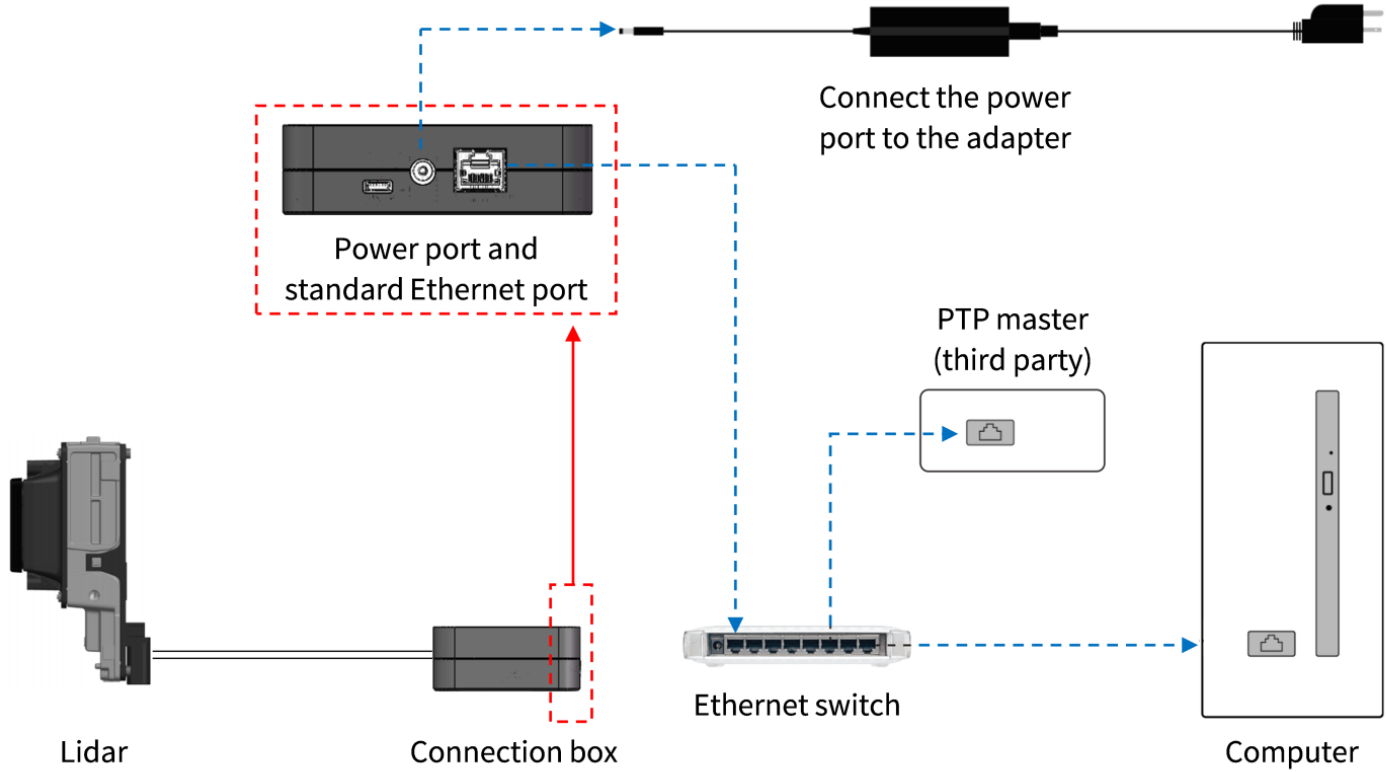 Connect the power
port to the adapter
Power port and
standard Ethernet port
PTP master
(third party)
Ethernet switch
Lidar
Connection box
Computer